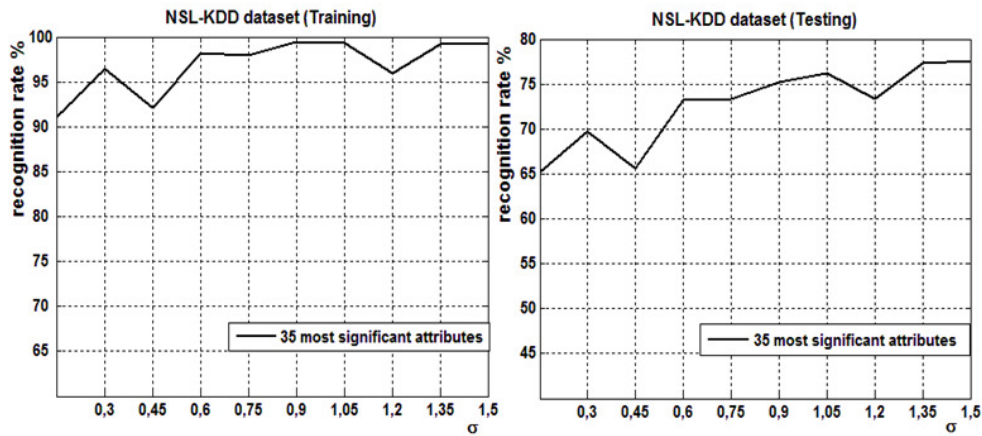 NSL-KDD dataset (Training)
recognition rate %
100
95
90
85
80
75
70
65
0,3 0,45 0,6 0,75 0,9 1,05 1,2 1,35 1,5
σ
35 most significant attributes
NSL-KDD dataset (Testing)
recognition rate %
80
75
70
65
60
55
50
45
0,3 0,45 0,6 0,75 0,9 1,05 1,2 1,35 1,5
σ
35 most significant attributes